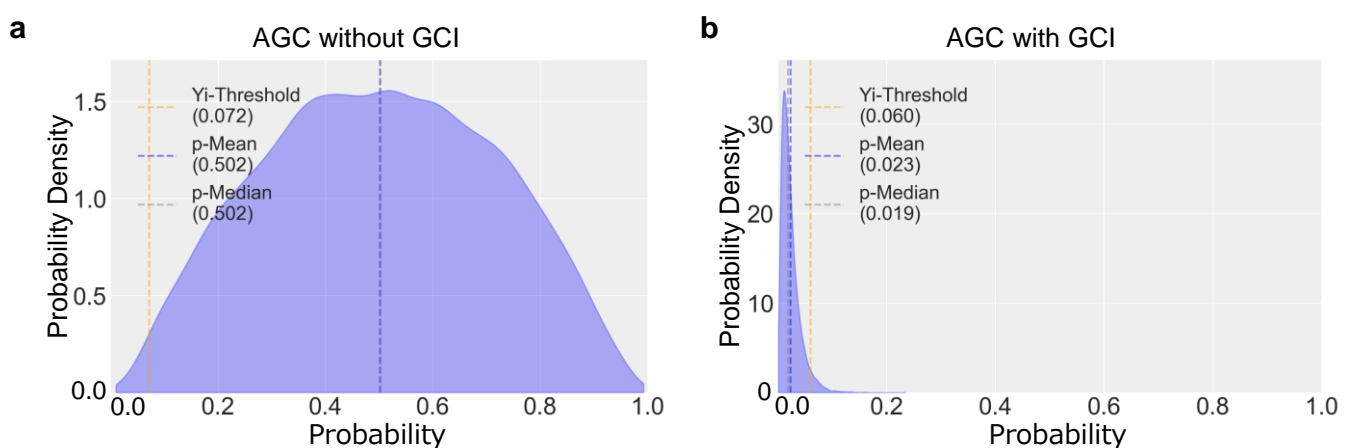 a
AGC without GCI
Probability Density
1.5
1.0
0.5
0.0
Yi-Threshold
(0.072)
p-Mean
(0.502)
p-Median
(0.502)
0.0 0.2 0.4 0.6 0.8 1.0
Probability
b
AGC with GCI
Probability Density
30
20
10
0
Yi-Threshold
(0.060)
p-Mean
(0.023)
p-Median
(0.019)
0.0 0.2 0.4 0.6 0.8 1.0
Probability